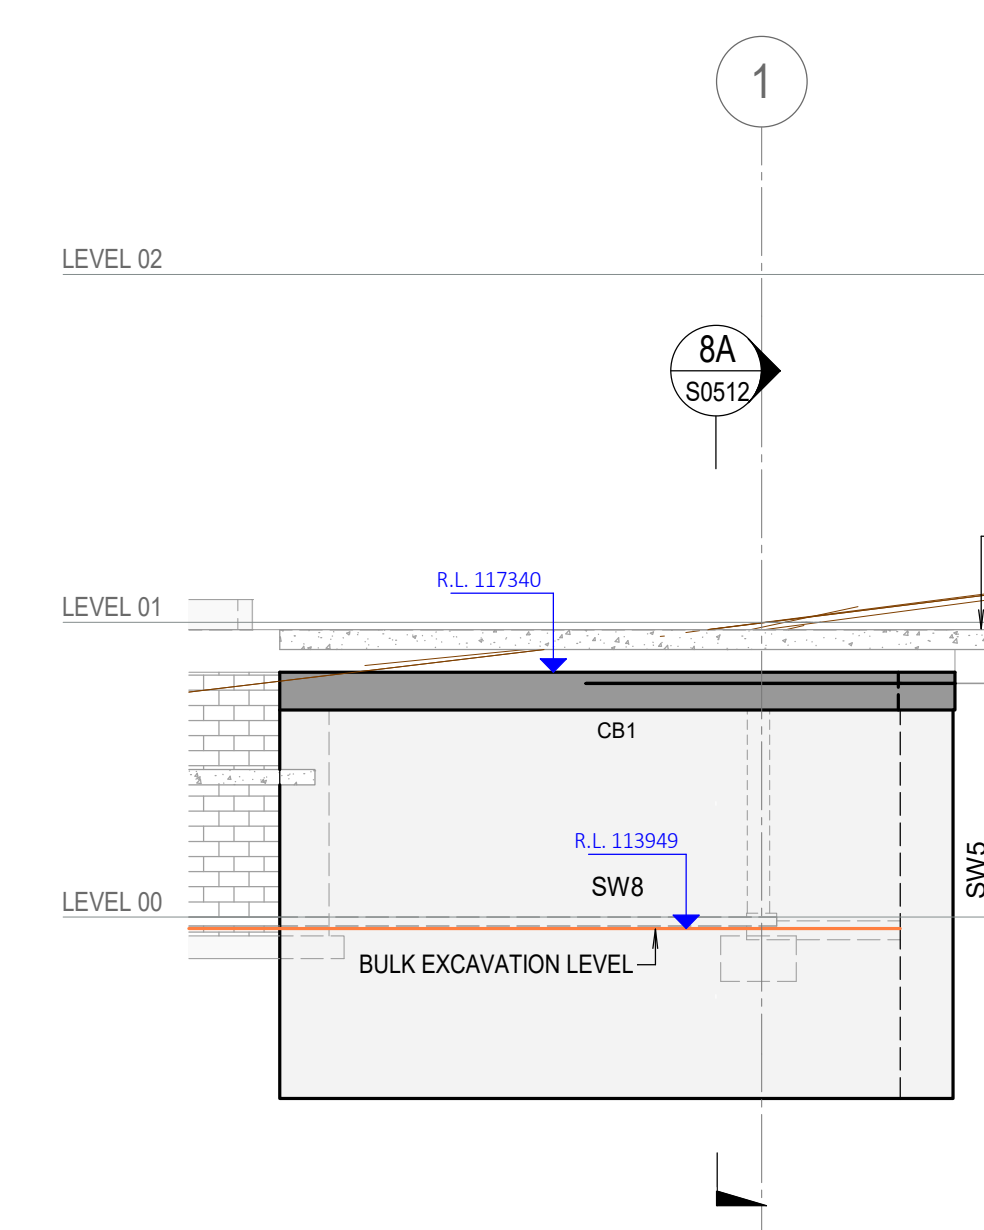 1
LEVEL 02
8A
S0512
R.L. 117340
LEVEL 01
CB1
R.L. 113949
SW8
SW5
LEVEL 00
BULK EXCAVATION LEVEL